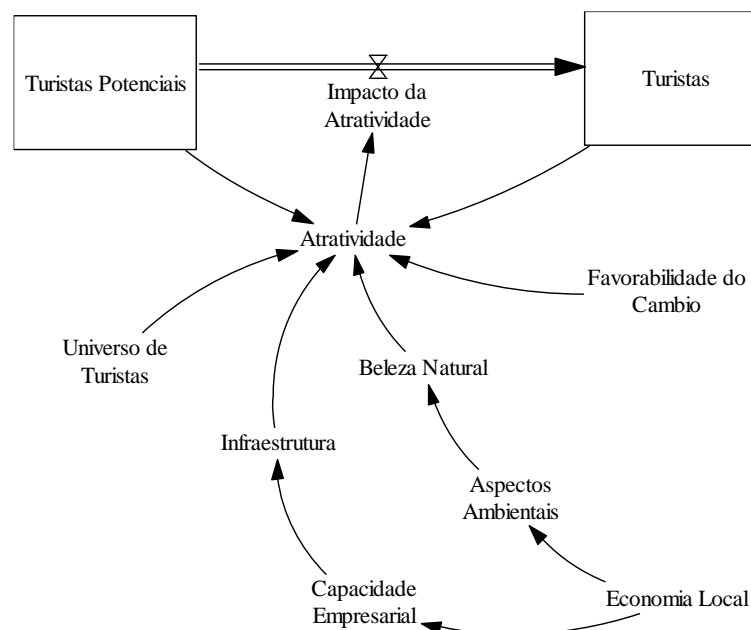 Turistas Potenciais
Turistas
Impacto da
Atratividade
Atratividade
Favorabilidade do
Cambio
Universo de
Turistas
Beleza Natural
Infraestrutura
Aspectos
Ambientais
Capacidade
Empresarial
Economia Local